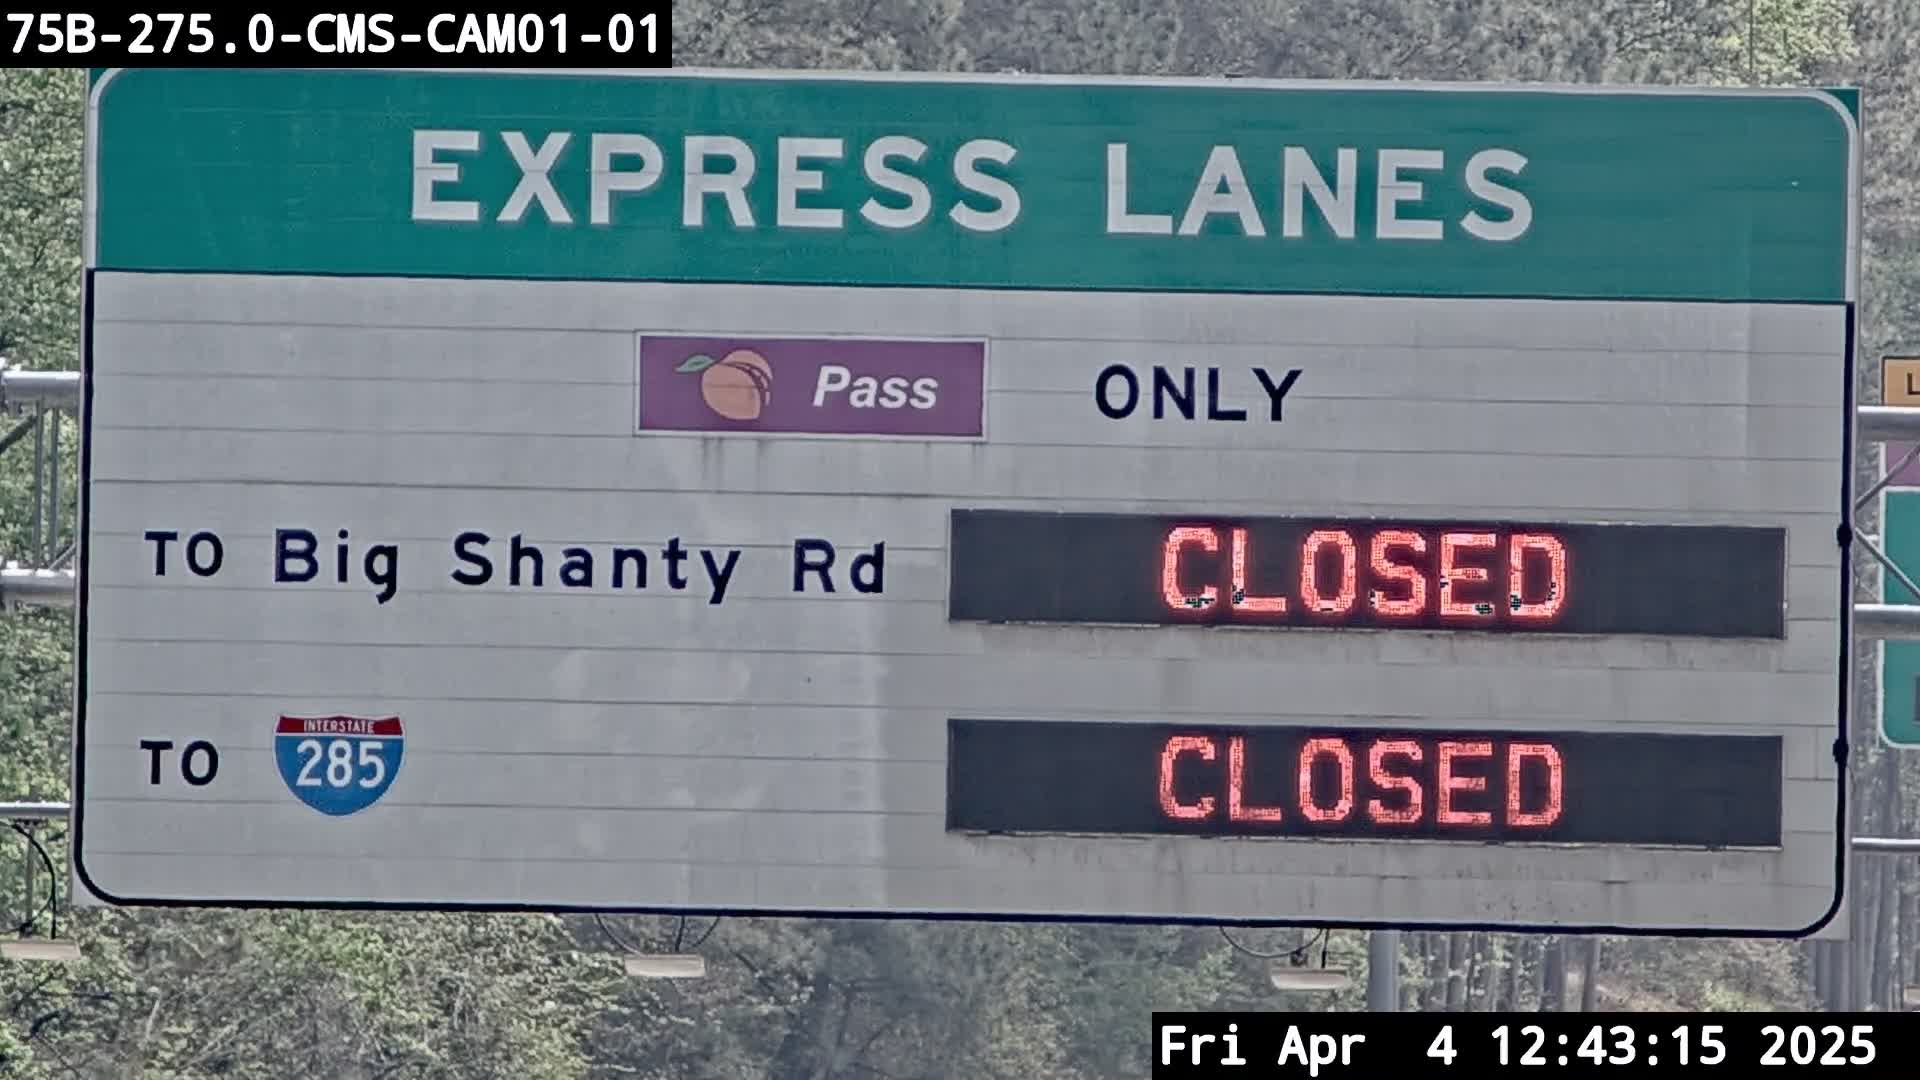 75B-275.0-CMS-CAM01-01
EXPRESS LANES
Pass ONLY
TO Big Shanty Rd CLOSED
TO INTERSTATE 285 CLOSED
Fri Apr 4 12:43:15 2025